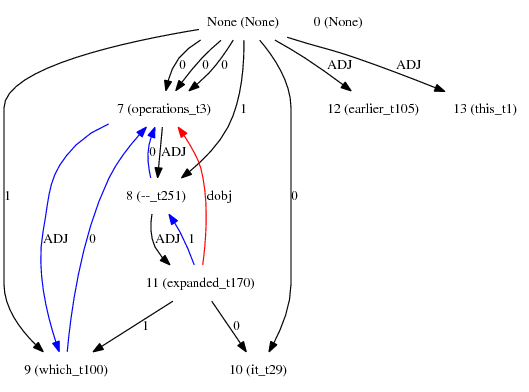 None (None) 0 (None)
0 0 0 ADJ ADJ
7 (operations_t3) 1 12 (earlier_t105) 13 (this_t1)
0 ADJ
1 8 (--_t251) dobj 0
ADJ 0 ADJ 1
11 (expanded_t170)
1 0
9 (which_t100) 10 (it_t29)